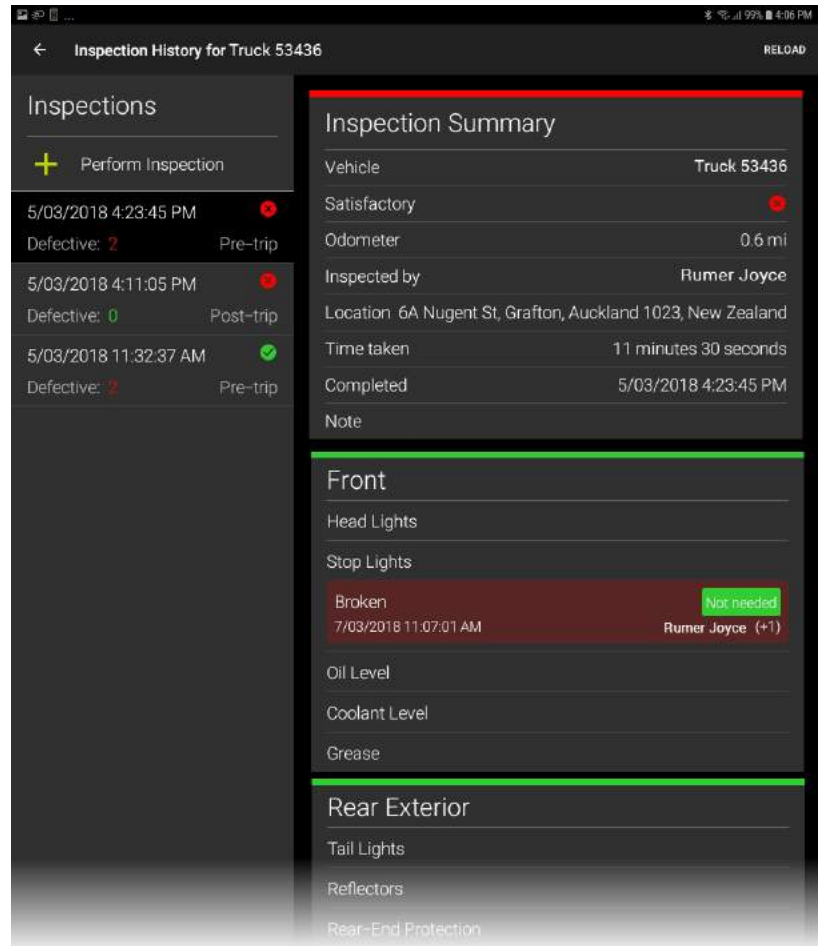 ... 99% 4:06 PM
← Inspection History for Truck 53436 RELOAD
Inspections
+ Perform Inspection
5/03/2018 4:23:45 PM
Defective: 2 Pre-trip
5/03/2018 4:11:05 PM
Defective: 0 Post-trip
5/03/2018 11:32:37 AM
Defective: 2 Pre-trip
Inspection Summary
Vehicle Truck 53436
Satisfactory
Odometer 0.6 mi
Inspected by Rumer Joyce
Location 6A Nugent St, Grafton, Auckland 1023, New Zealand
Time taken 11 minutes 30 seconds
Completed 5/03/2018 4:23:45 PM
Note
Front
Head Lights
Stop Lights
Broken Not needed
7/03/2018 11:07:01 AM Rumer Joyce (+1)
Oil Level
Coolant Level
Grease
Rear Exterior
Tail Lights
Reflectors
Rear-End Protection